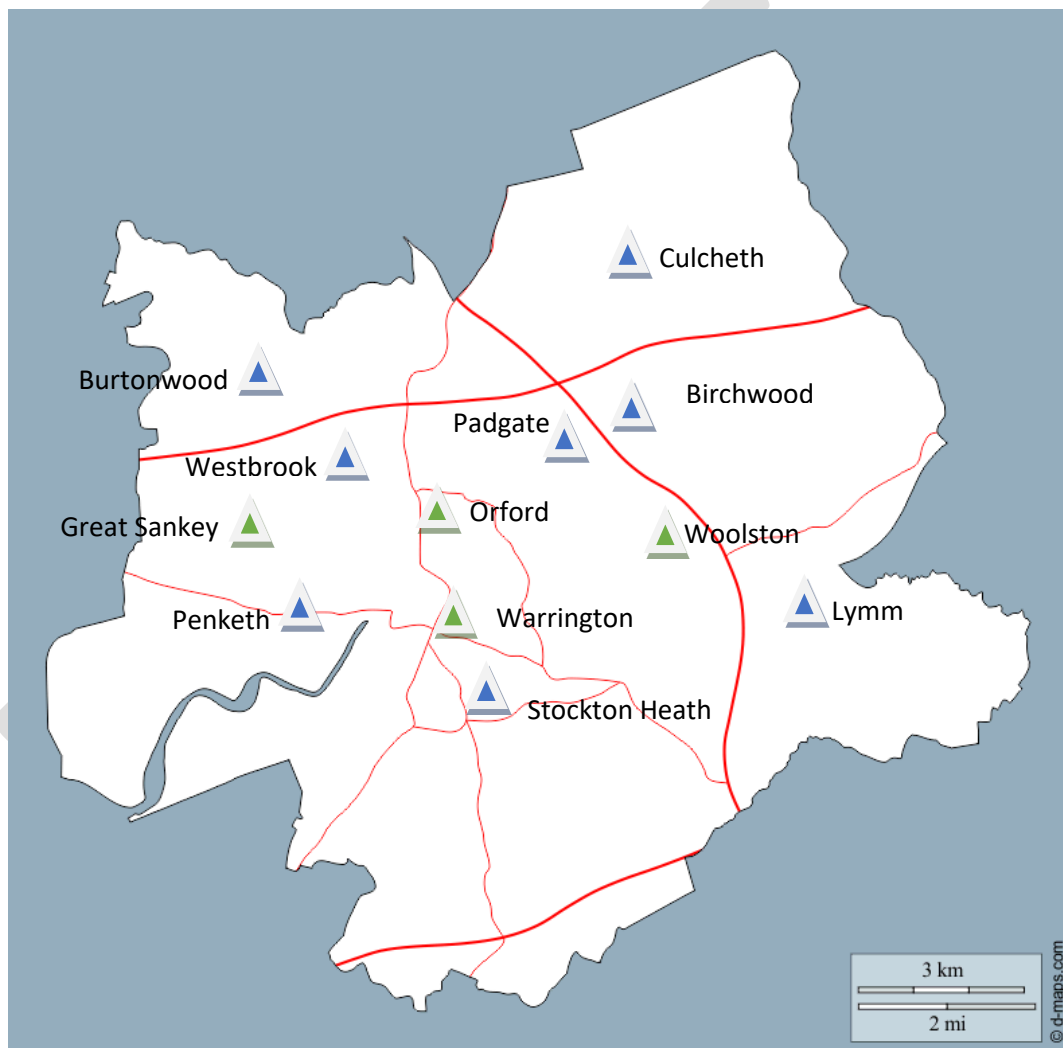 Culcheth
Burtonwood
Birchwood
Padgate
Westbrook
Orford
Great Sankey
Woolston
Penketh
Warrington
Lymm
Stockton Heath
3 km
2 mi
© d-maps.com